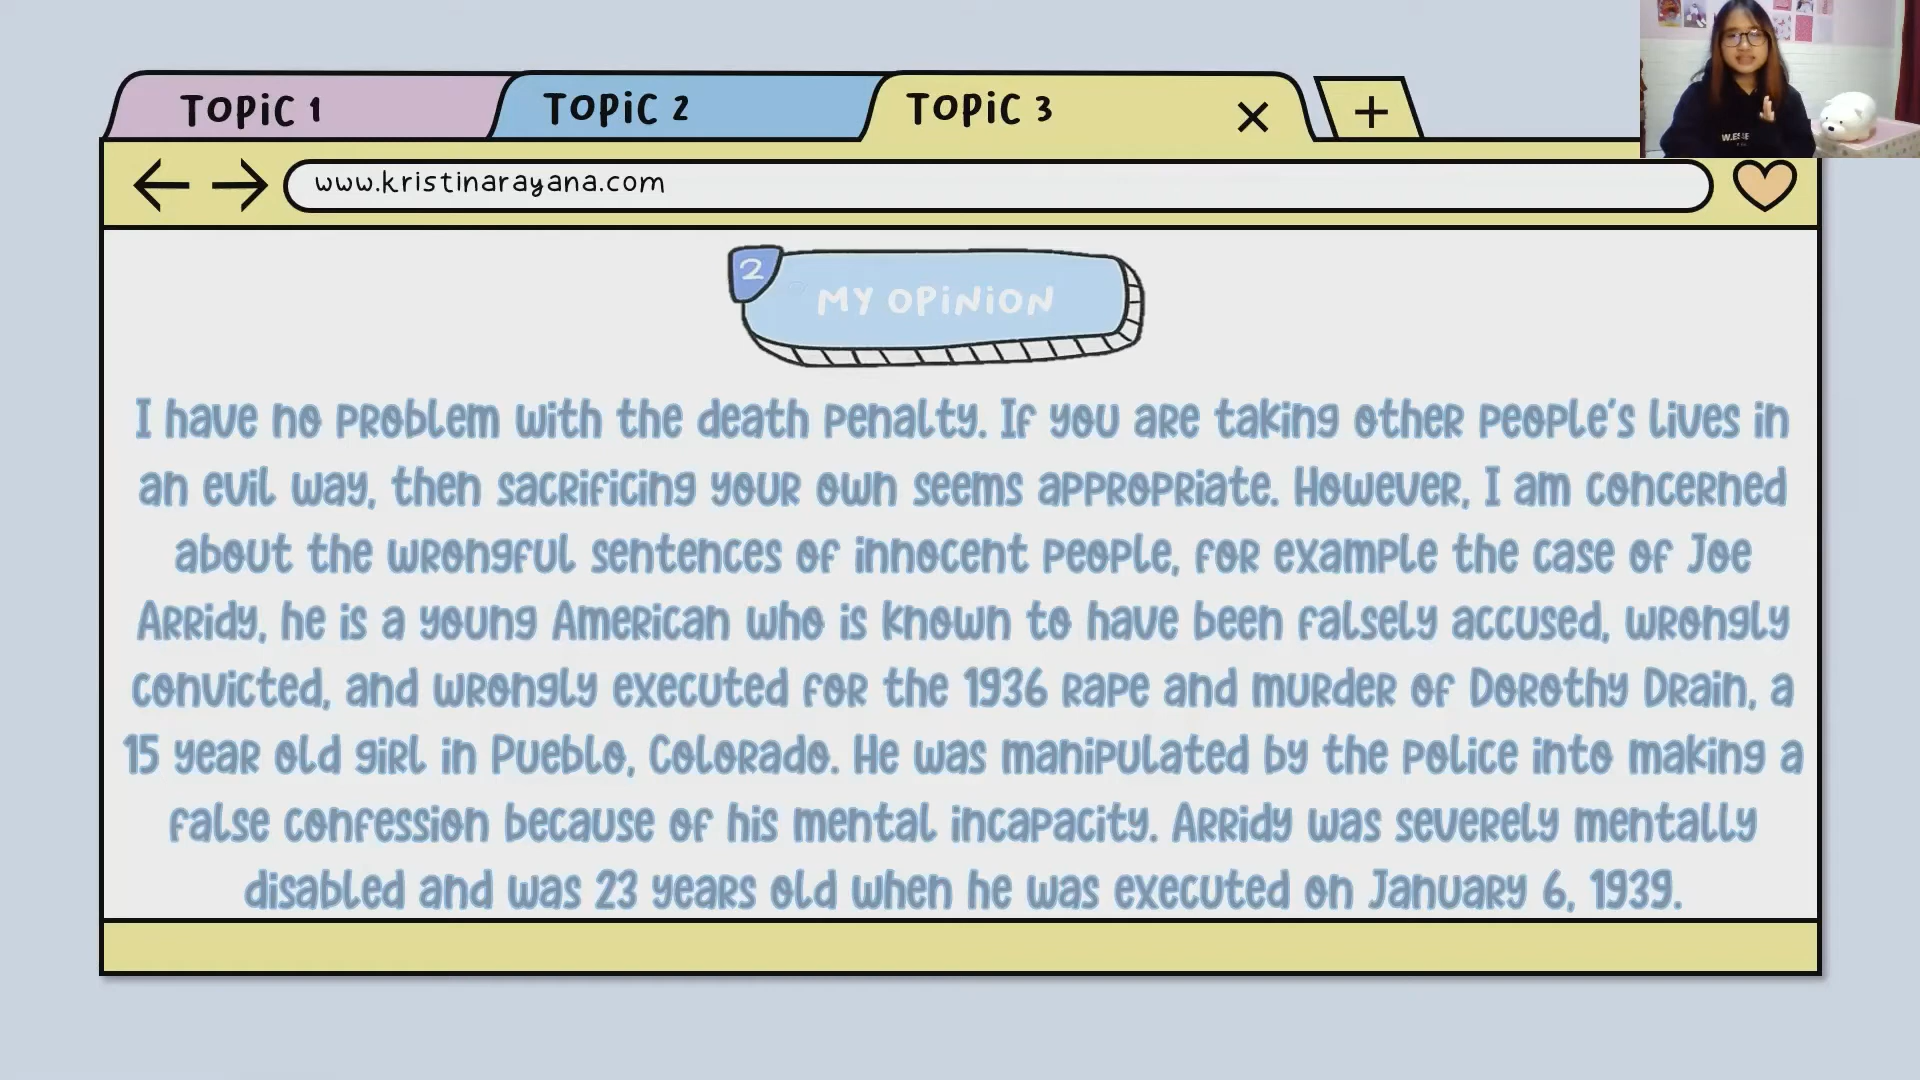 TOPIC 1
TOPIC 2
TOPIC 3
www.kristinarayana.com
2
MY OPINION
I have no problem with the death penalty. If you are taking other people's lives in
an evil way, then sacrificing your own seems appropriate. However, I am concerned
about the wrongful sentences of innocent people, for example the case of Joe
Arridy, he is a young American who is known to have been falsely accused, wrongly
convicted, and wrongly executed for the 1936 rape and murder of Dorothy Drain, a
15 year old girl in Pueblo, Colorado. He was manipulated by the police into making a
false confession because of his mental incapacity. Arridy was severely mentally
disabled and was 23 years old when he was executed on January 6, 1939.